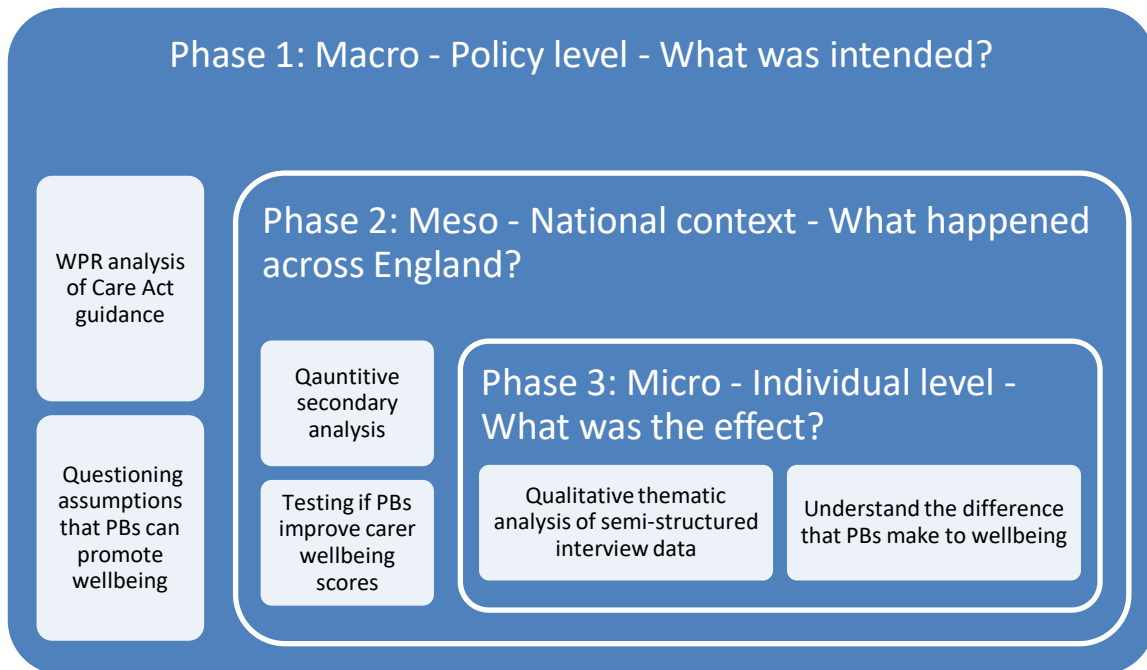 Phase 1: Macro - Policy level - What was intended?
WPR analysis
of Care Act
guidance
Questioning
assumptions
that PBs can
promote
wellbeing
Phase 2: Meso - National context - What happened
across England?
Qauntitive
secondary
analysis
Testing if PBs
improve carer
wellbeing
scores
Phase 3: Micro - Individual level -
What was the effect?
Qualitative thematic
analysis of semi-structured
interview data
Understand the difference
that PBs make to wellbeing